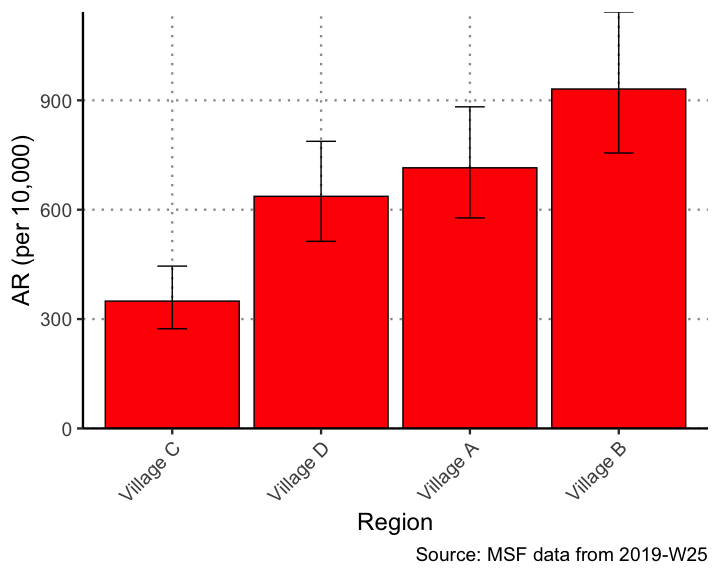 AR (per 10,000)
900
600
300
0
Village C
Village D
Village A
Village B
Region
Source: MSF data from 2019-W25